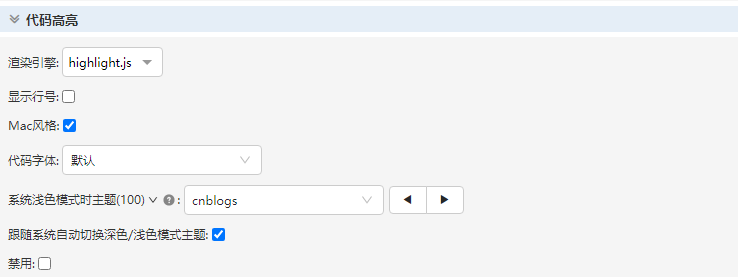 代码高亮
渲染引擎: highlight.js
显示行号:
Mac风格:
代码字体: 默认
系统浅色模式时主题(100) ? : cnblogs
跟随系统自动切换深色/浅色模式主题:
禁用: